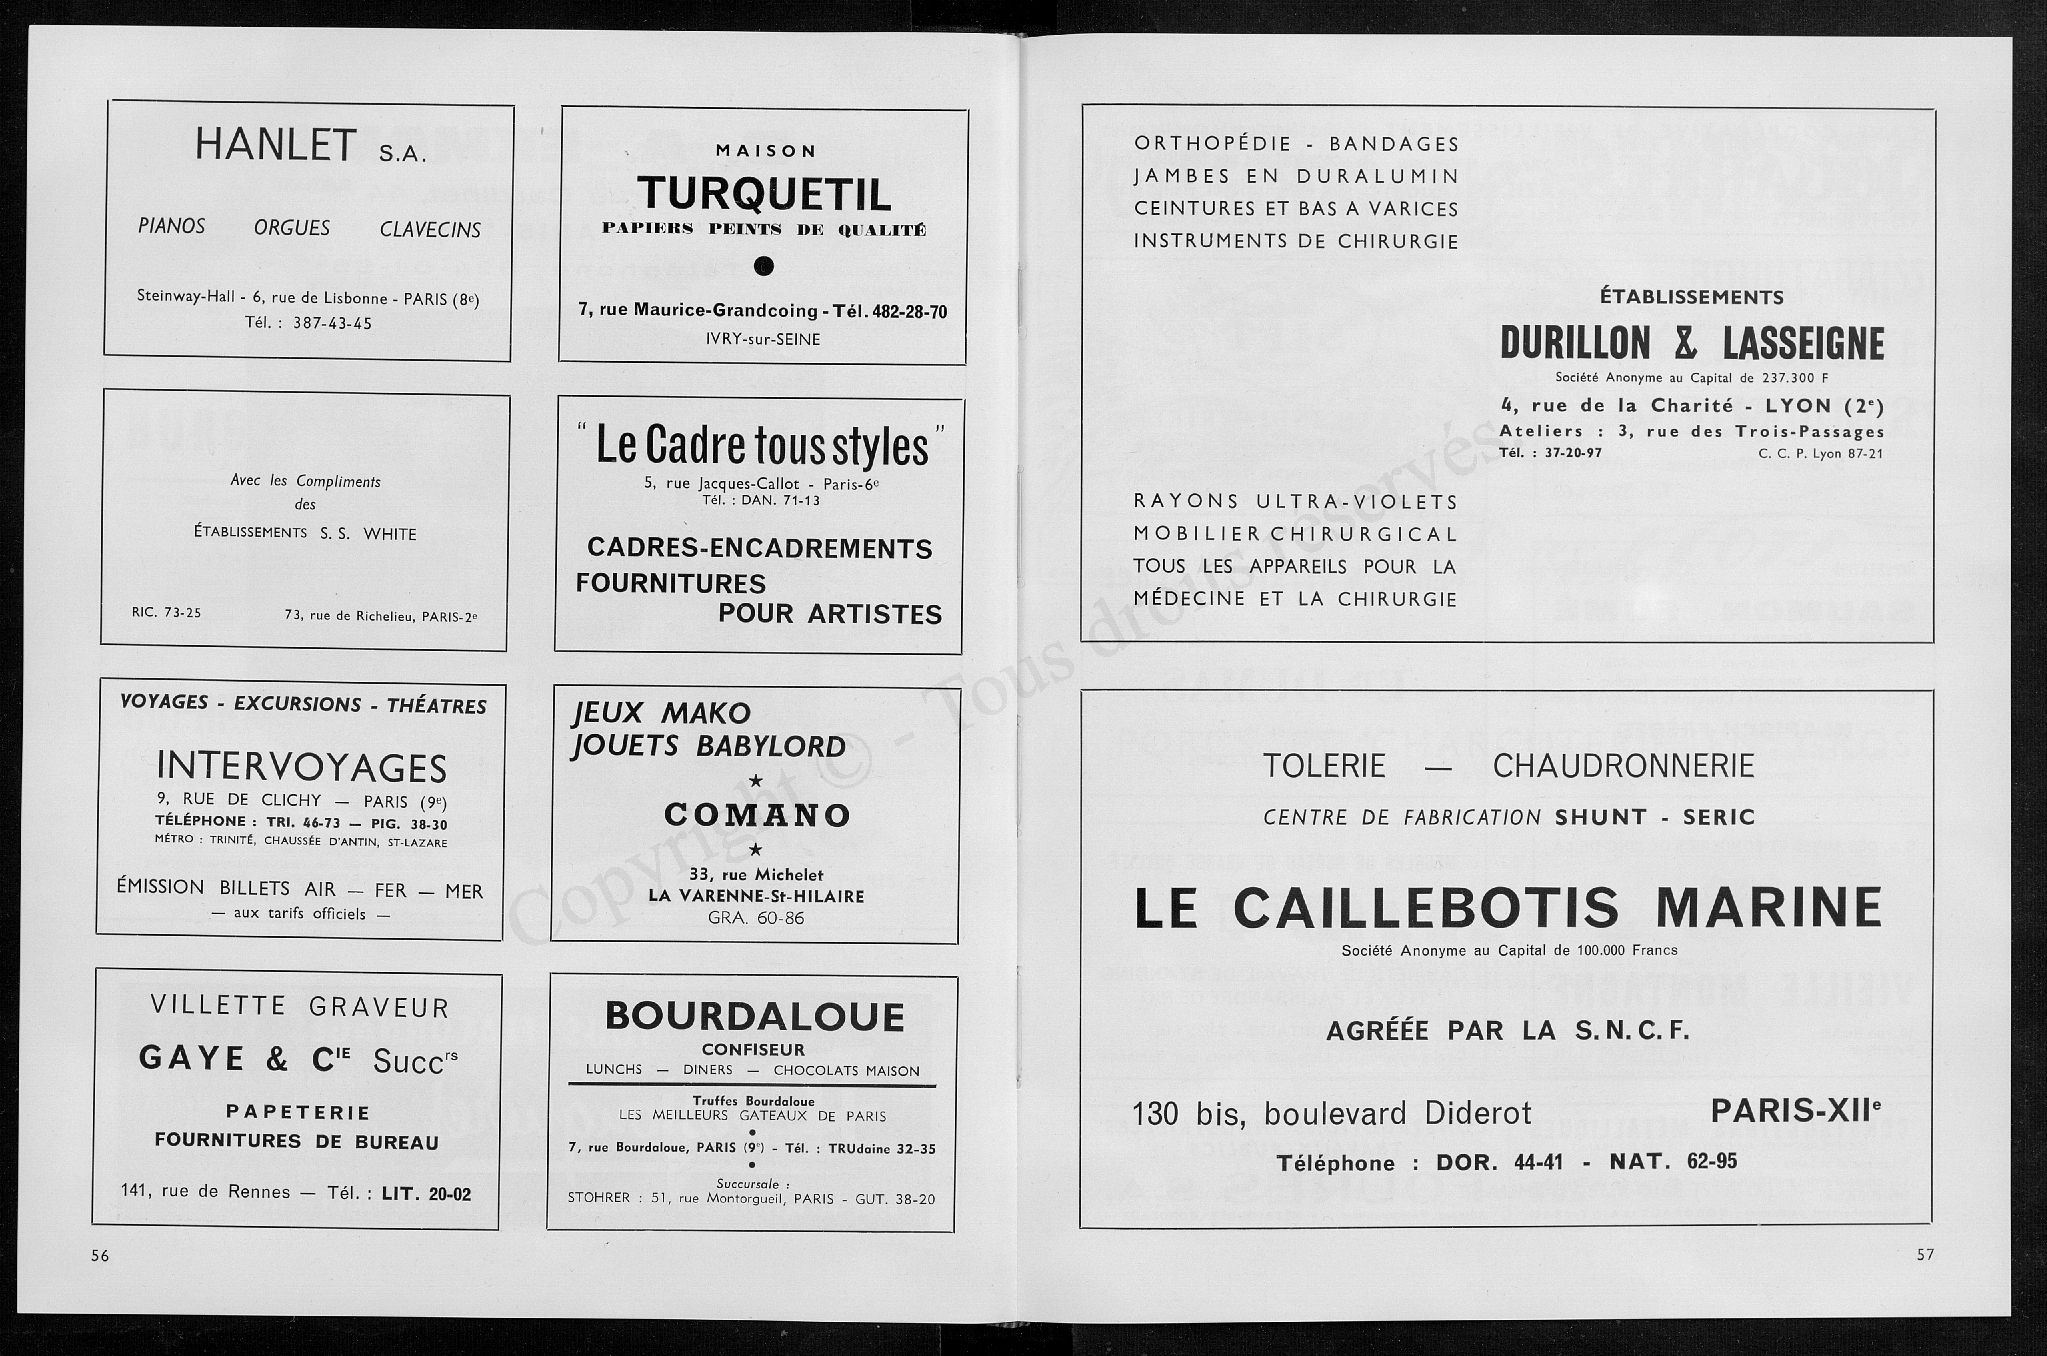 HANLET S.A.
PIANOS ORGUES CLAVECINS
Steinway-Hall - 6, rue de Lisbonne - PARIS (8e)
Tél. : 387-43-45
MAISON
TURQUETIL
PAPIERS PEINTS DE QUALITÉ
7, rue Maurice-Grandcoing - Tél. 482-28-70
IVRY-sur-SEINE
Avec les Compliments
des
ÉTABLISSEMENTS S. S. WHITE
RIC. 73-25 73, rue de Richelieu, PARIS-2e
" Le Cadre tous styles "
5, rue Jacques-Callot - Paris-6e
Tél. : DAN. 71-13
CADRES-ENCADREMENTS
FOURNITURES
POUR ARTISTES
VOYAGES - EXCURSIONS - THÉATRES
INTERVOYAGES
9, RUE DE CLICHY — PARIS (9e)
TÉLÉPHONE : TRI. 46-73 — PIG. 38-30
MÉTRO : TRINITÉ, CHAUSSÉE D'ANTIN, ST-LAZARE
ÉMISSION BILLETS AIR — FER — MER
— aux tarifs officiels —
JEUX MAKO
JOUETS BABYLORD
★
COMANO
★
33, rue Michelet
LA VARENNE-St-HILAIRE
GRA. 60-86
VILLETTE GRAVEUR
GAYE & CIE Succrs
PAPETERIE
FOURNITURES DE BUREAU
141, rue de Rennes — Tél. : LIT. 20-02
BOURDALOUE
CONFISEUR
LUNCHS — DINERS — CHOCOLATS MAISON
Truffes Bourdaloue
LES MEILLEURS GATEAUX DE PARIS
7, rue Bourdaloue, PARIS (9e) - Tél. : TRUdaine 32-35
Succursale :
STOHRER : 51, rue Montorgueil, PARIS - GUT. 38-20
56
ORTHOPÉDIE - BANDAGES
JAMBES EN DURALUMIN
CEINTURES ET BAS A VARICES
INSTRUMENTS DE CHIRURGIE
ÉTABLISSEMENTS
DURILLON & LASSEIGNE
Société Anonyme au Capital de 237.300 F
4, rue de la Charité - LYON (2e)
Ateliers : 3, rue des Trois-Passages
Tél. : 37-20-97 C. C. P. Lyon 87-21
RAYONS ULTRA-VIOLETS
MOBILIER CHIRURGICAL
TOUS LES APPAREILS POUR LA
MÉDECINE ET LA CHIRURGIE
TOLERIE — CHAUDRONNERIE
CENTRE DE FABRICATION SHUNT - SERIC
LE CAILLEBOTIS MARINE
Société Anonyme au Capital de 100.000 Francs
AGRÉÉE PAR LA S.N.C.F.
130 bis, boulevard Diderot PARIS-XIIe
Téléphone : DOR. 44-41 - NAT. 62-95
57
Copyright © - Tous droits réservés.